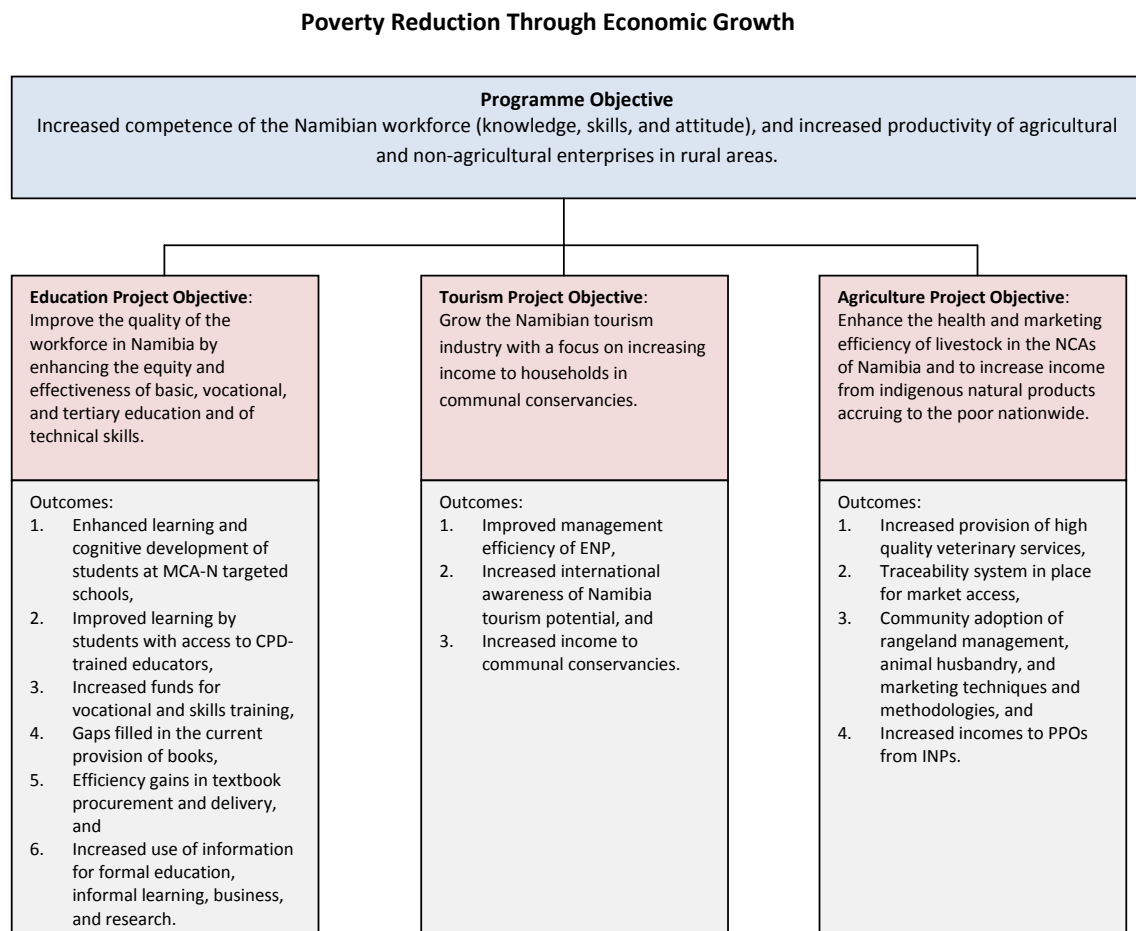 Poverty Reduction Through Economic Growth
Programme Objective
Increased competence of the Namibian workforce (knowledge, skills, and attitude), and increased productivity of agricultural
and non-agricultural enterprises in rural areas.
Education Project Objective:
Improve the quality of the
workforce in Namibia by
enhancing the equity and
effectiveness of basic, vocational,
and tertiary education and of
technical skills.
Outcomes:
1. Enhanced learning and
cognitive development of
students at MCA-N targeted
schools,
2. Improved learning by
students with access to CPD-
trained educators,
3. Increased funds for
vocational and skills training,
4. Gaps filled in the current
provision of books,
5. Efficiency gains in textbook
procurement and delivery,
and
6. Increased use of information
for formal education,
informal learning, business,
and research.
Tourism Project Objective:
Grow the Namibian tourism
industry with a focus on increasing
income to households in
communal conservancies.
Outcomes:
1. Improved management
efficiency of ENP,
2. Increased international
awareness of Namibia
tourism potential, and
3. Increased income to
communal conservancies.
Agriculture Project Objective:
Enhance the health and marketing
efficiency of livestock in the NCAs
of Namibia and to increase income
from indigenous natural products
accruing to the poor nationwide.
Outcomes:
1. Increased provision of high
quality veterinary services,
2. Traceability system in place
for market access,
3. Community adoption of
rangeland management,
animal husbandry, and
marketing techniques and
methodologies, and
4. Increased incomes to PPOs
from INPs.